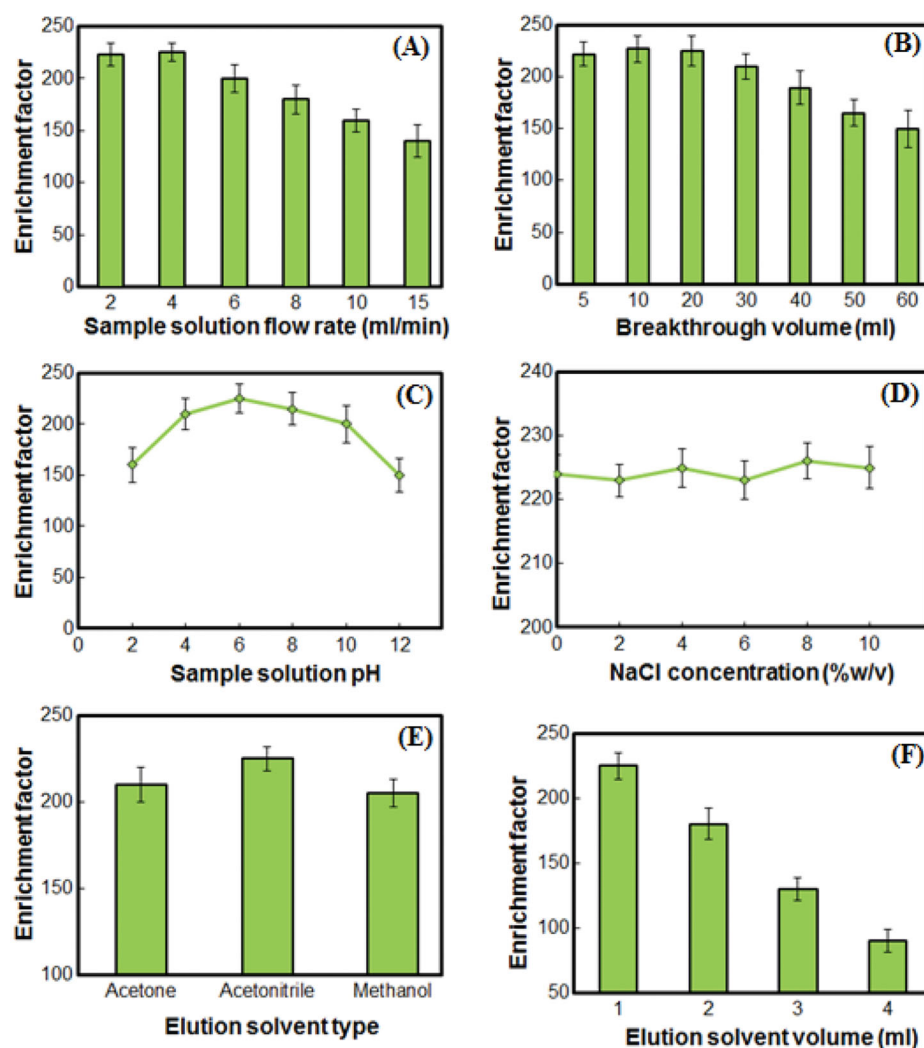 250
200
150
100
50
0
(A)
Enrichment factor
2 4 6 8 10 15
Sample solution flow rate (ml/min)
250
200
150
100
50
0
(B)
Enrichment factor
5 10 20 30 40 50 60
Breakthrough volume (ml)
250
200
150
100
50
0
(C)
Enrichment factor
0 2 4 6 8 10 12
Sample solution pH
240
230
220
210
200
(D)
Enrichment factor
0 2 4 6 8 10
NaCl concentration (%w/v)
250
200
150
100
(E)
Enrichment factor
Acetone Acetonitrile Methanol
Elution solvent type
250
200
150
100
50
(F)
Enrichment factor
1 2 3 4
Elution solvent volume (ml)